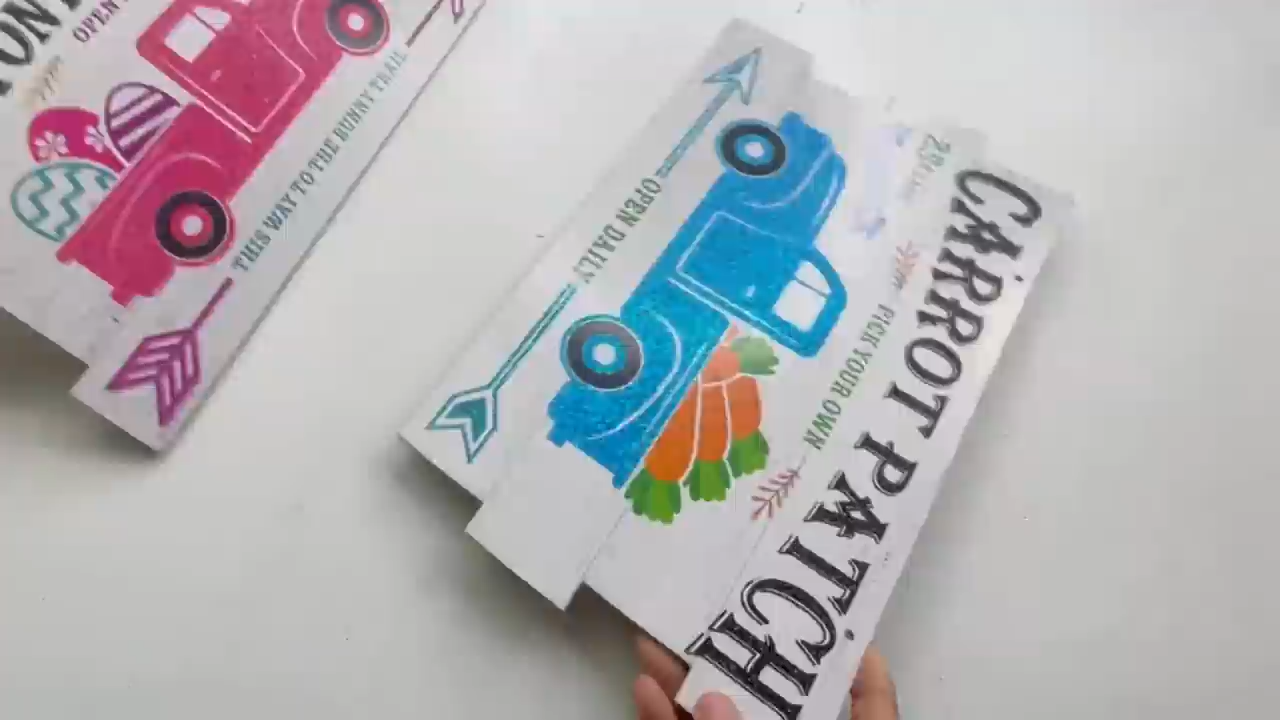 CARROT PATCH
PICK YOUR OWN
OPEN DAILY
OPEN
THIS WAY TO THE BUNNY TRAIL